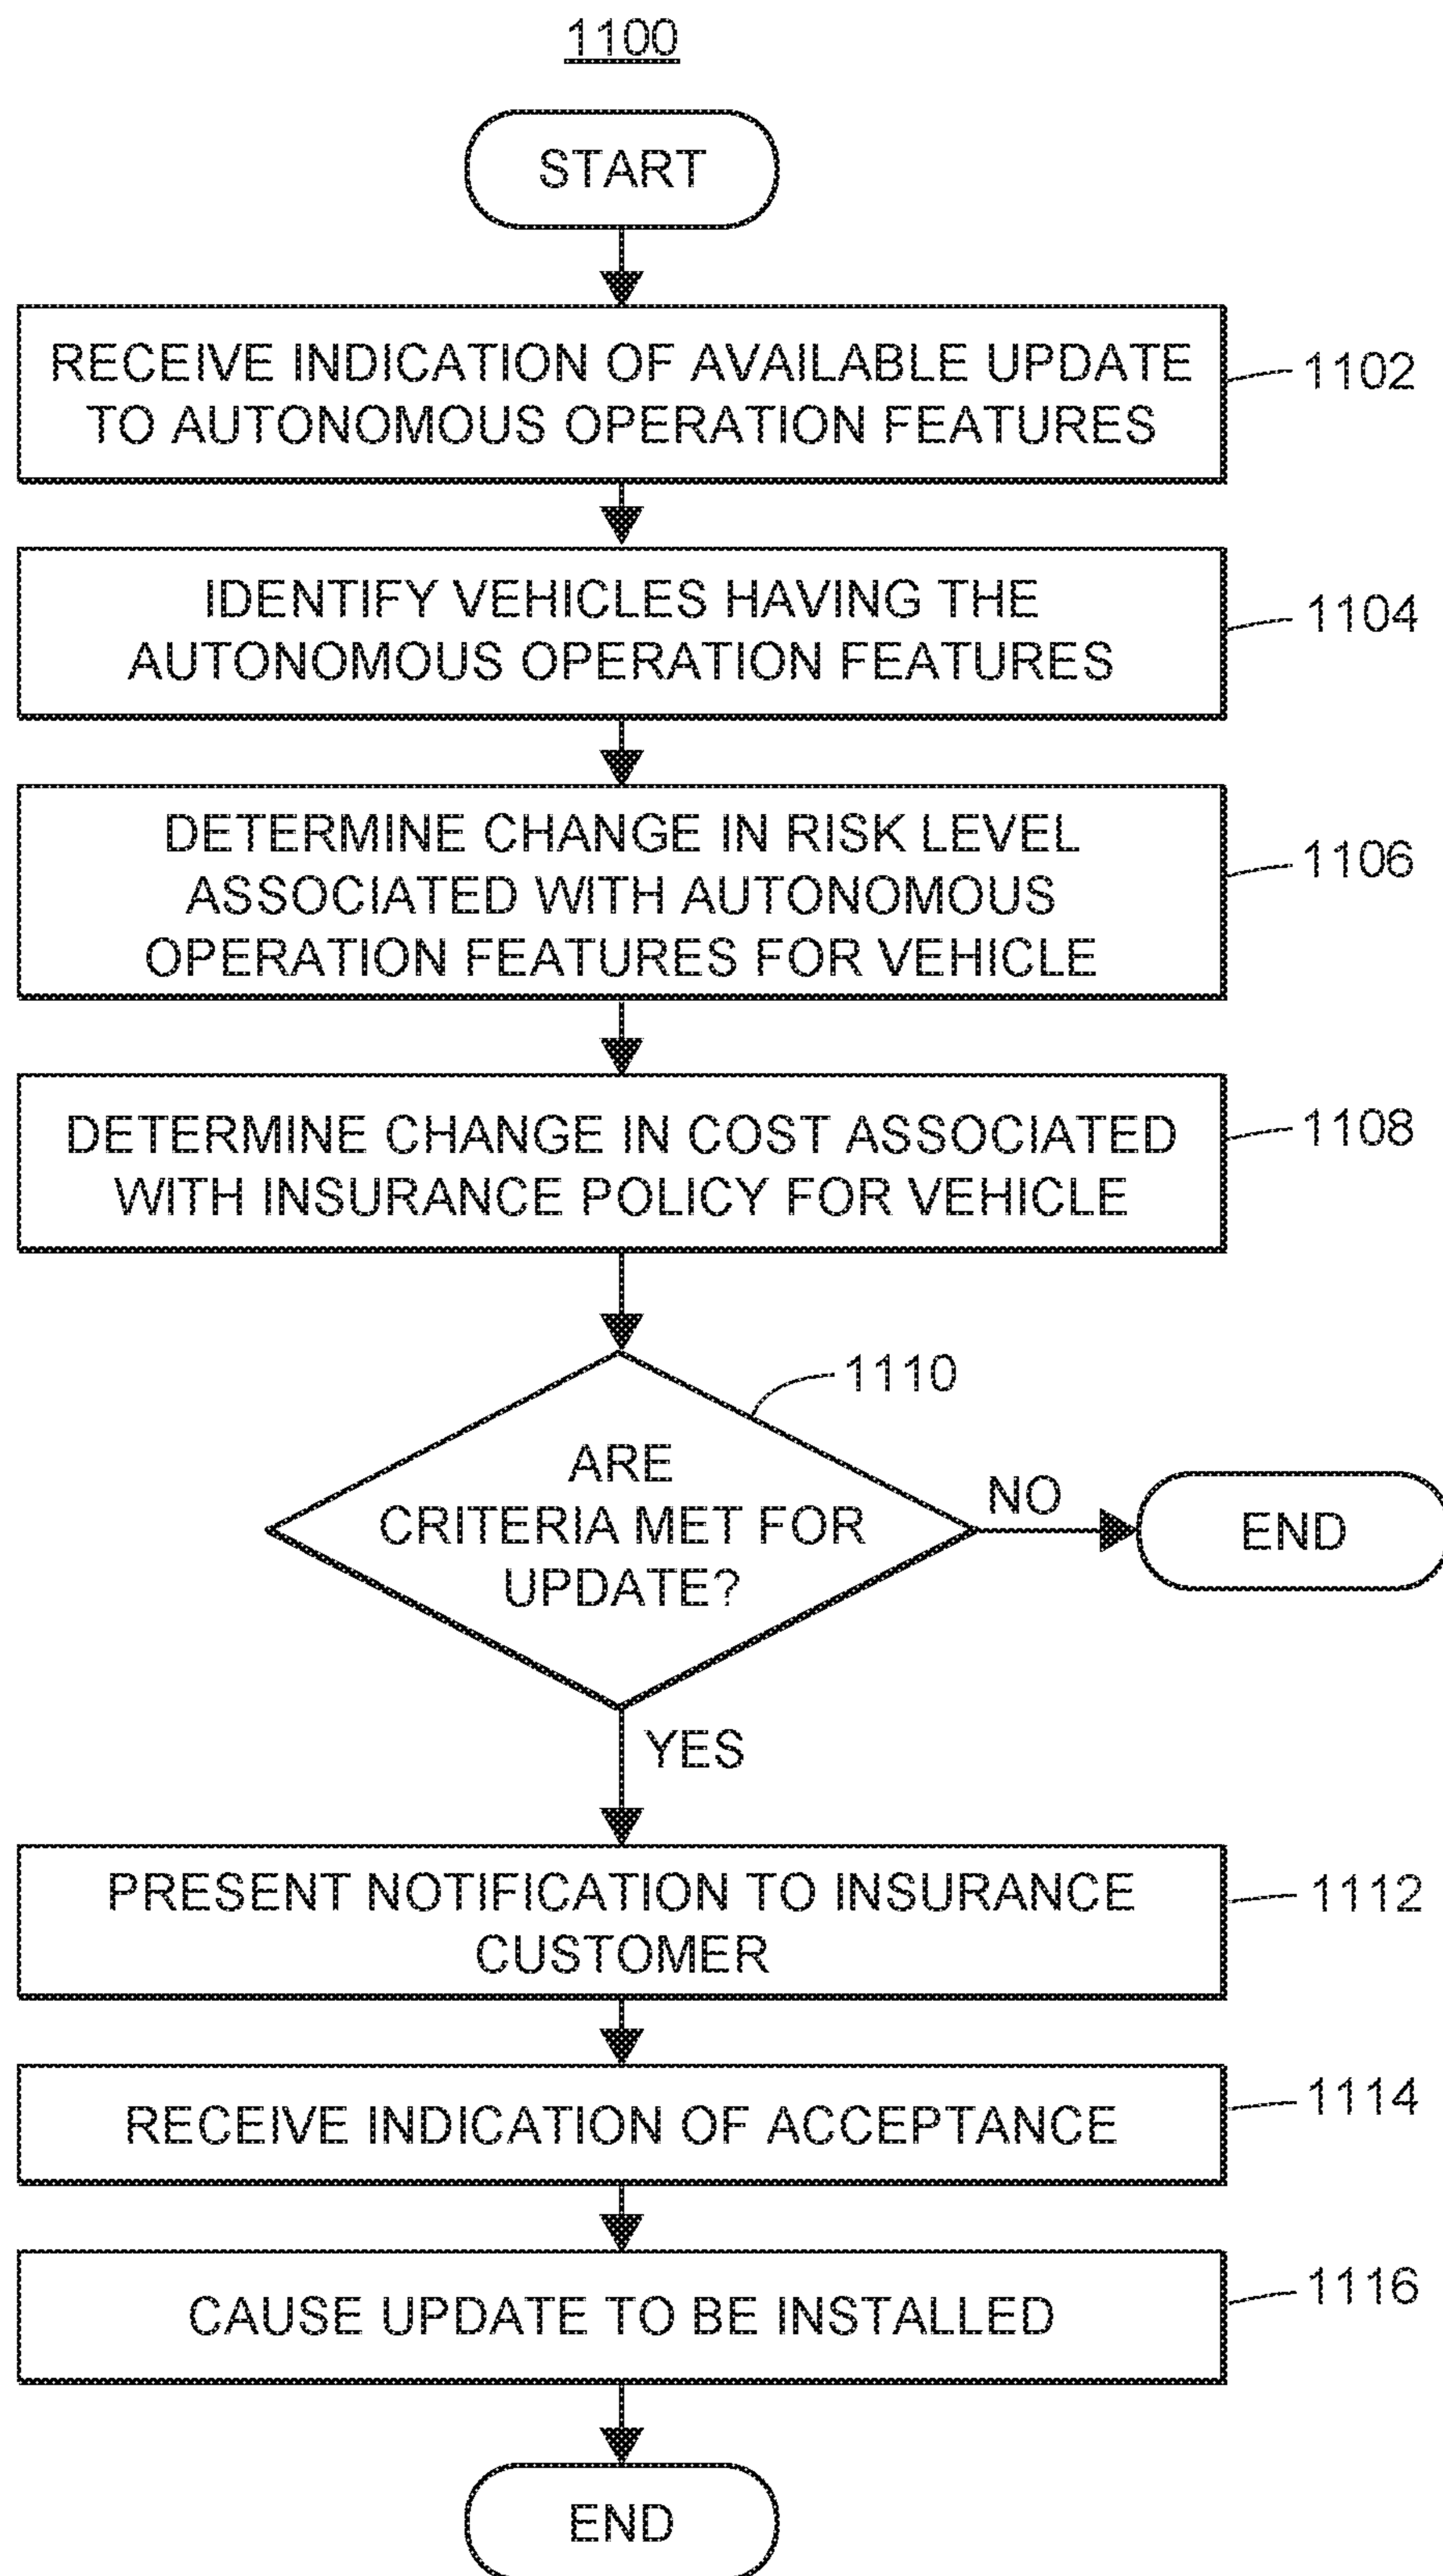 1100
START
RECEIVE INDICATION OF AVAILABLE UPDATE
TO AUTONOMOUS OPERATION FEATURES
1102
IDENTIFY VEHICLES HAVING THE
AUTONOMOUS OPERATION FEATURES
1104
DETERMINE CHANGE IN RISK LEVEL
ASSOCIATED WITH AUTONOMOUS
OPERATION FEATURES FOR VEHICLE
1106
DETERMINE CHANGE IN COST ASSOCIATED
WITH INSURANCE POLICY FOR VEHICLE
1108
1110
ARE
CRITERIA MET FOR
UPDATE?
NO
END
YES
PRESENT NOTIFICATION TO INSURANCE
CUSTOMER
1112
RECEIVE INDICATION OF ACCEPTANCE
1114
CAUSE UPDATE TO BE INSTALLED
1116
END